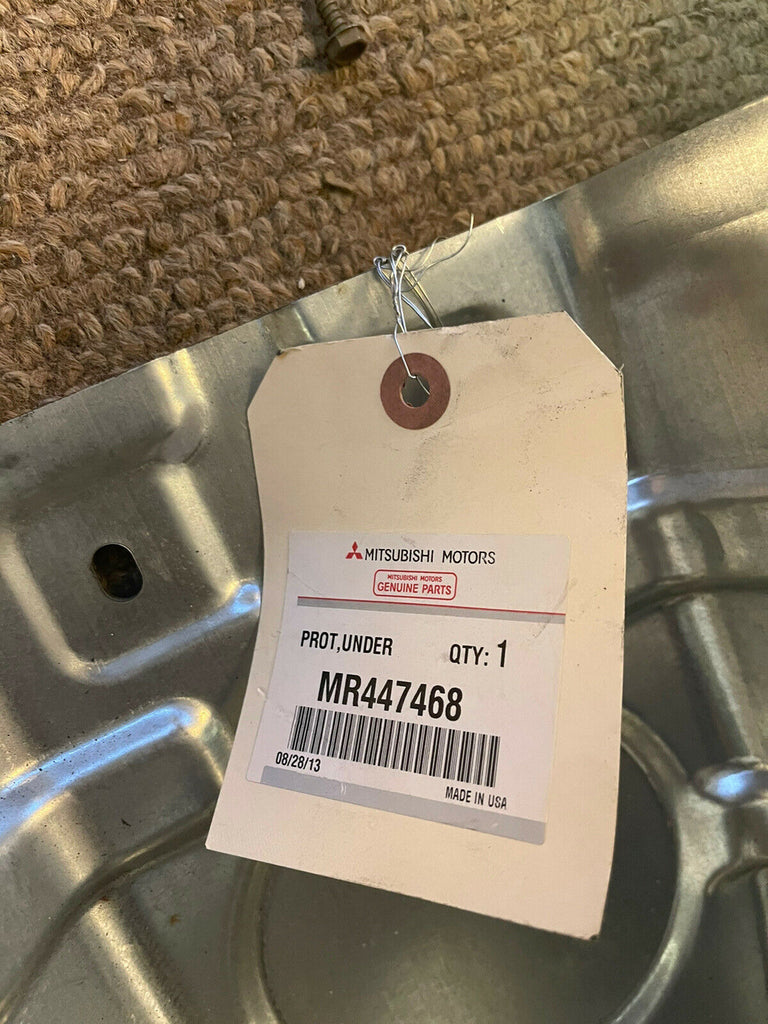 MITSUBISHI MOTORS
MITSUBISHI MOTORS
GENUINE PARTS
PROT,UNDER QTY: 1
MR447468
08/28/13
MADE IN USA